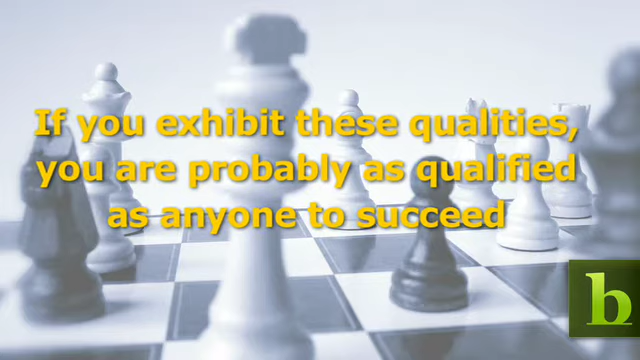 If you exhibit these qualities,
you are probably as qualified
as anyone to succeed
b